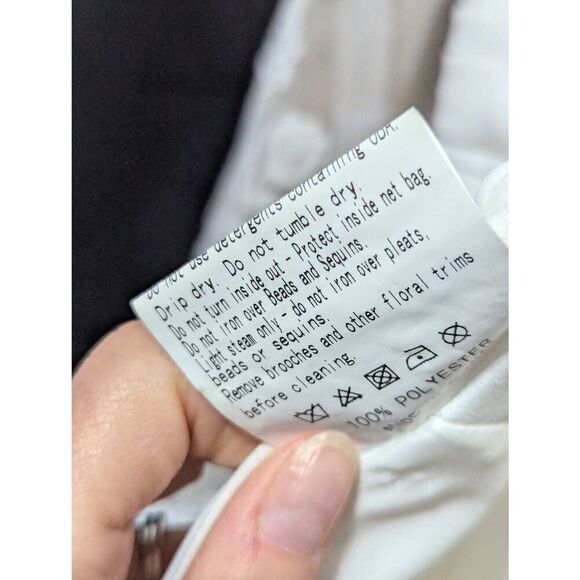 Do not use detergents containing OBA.
Drip dry. Do not tumble dry.
Do not turn inside out - Protect inside net bag.
Do not iron over Beads and Sequins.
Light steam only - do not iron over pleats,
beads or sequins.
Remove brooches and other floral trims
before cleaning.
100% POLYESTER
MADE